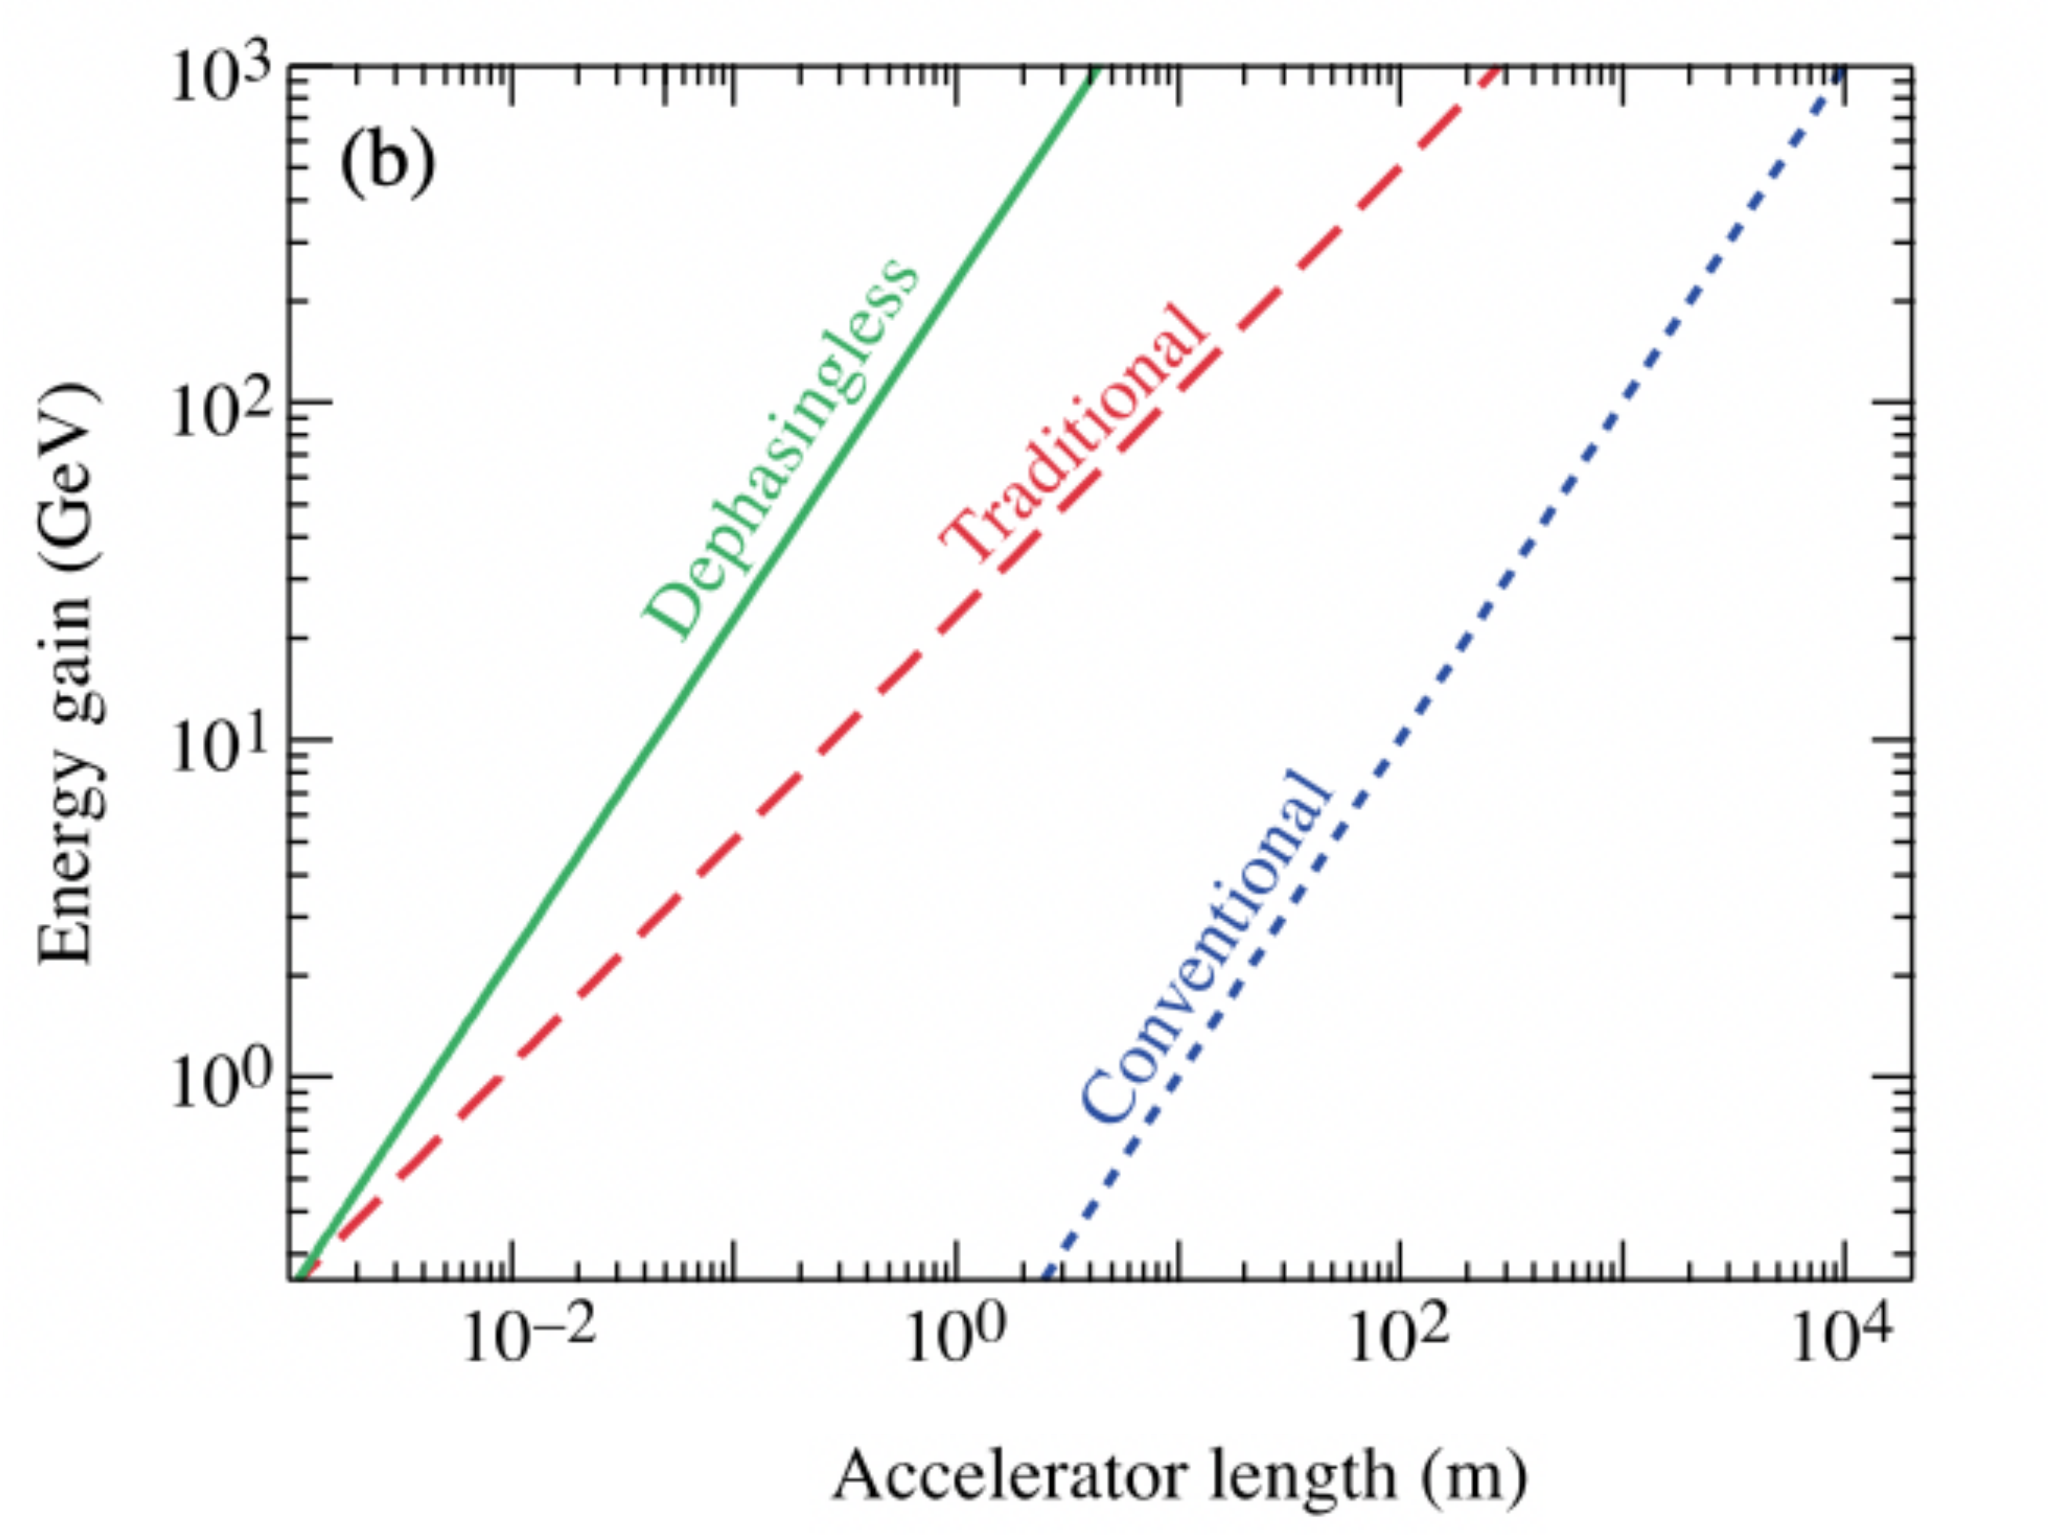 10³
(b)
Dephasingless
Traditional
10²
Energy gain (GeV)
10¹
Conventional
10⁰
10⁻²
10⁰
10²
10⁴
Accelerator length (m)